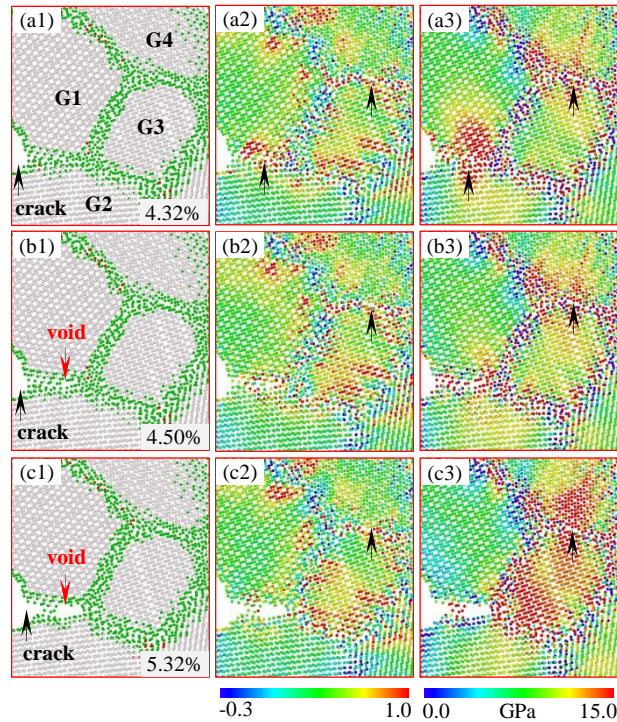 (a1) G4 (a2) (a3)
G1
G3
crack G2 4.32%
(b1) (b2) (b3)
void
crack 4.50%
(c1) (c2) (c3)
void
crack 5.32%
-0.3 1.0 0.0 GPa 15.0